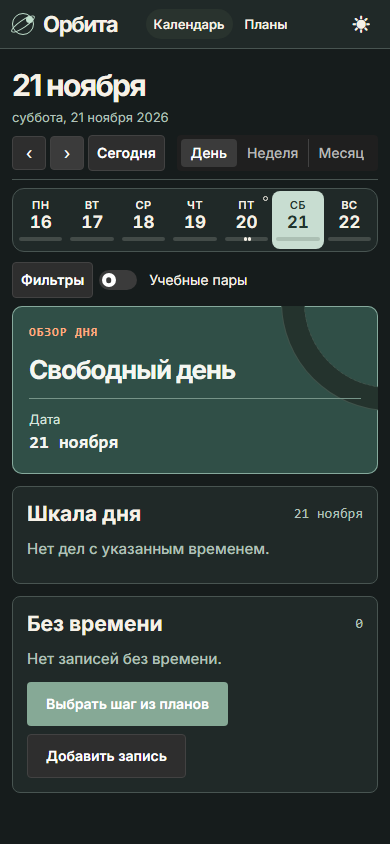 Орбита
Календарь Планы
21 ноября
суббота, 21 ноября 2026
‹ › Сегодня День Неделя Месяц
ПН ВТ СР ЧТ ПТ СБ ВС
16 17 18 19 20 21 22
Фильтры Учебные пары
ОБЗОР ДНЯ
Свободный день
Дата
21 ноября
Шкала дня 21 ноября
Нет дел с указанным временем.
Без времени 0
Нет записей без времени.
Выбрать шаг из планов
Добавить запись